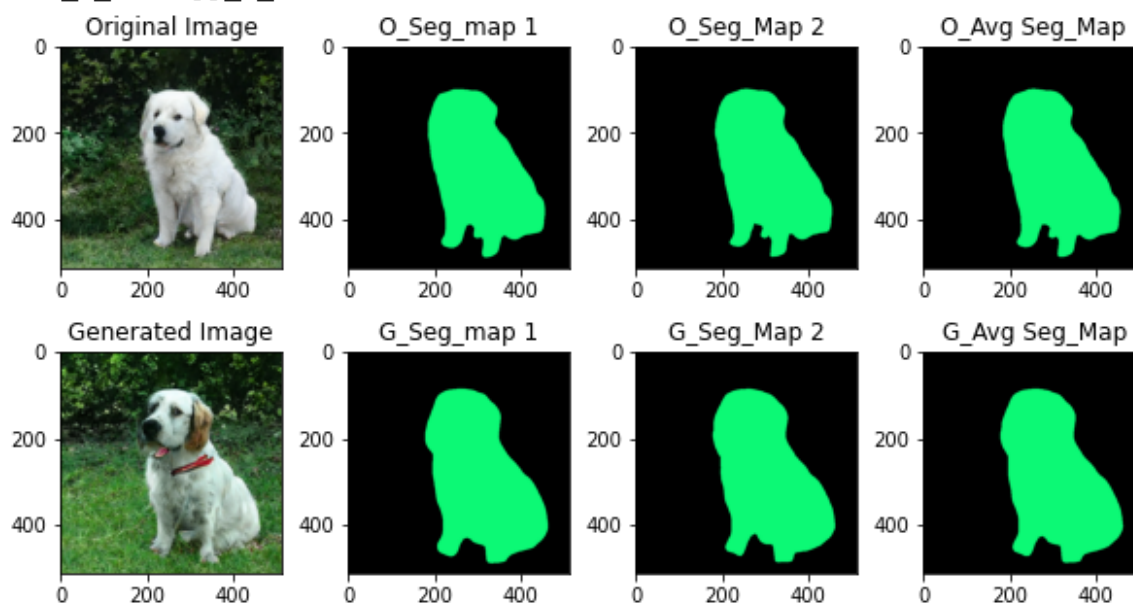 Original Image O_Seg_map 1 O_Seg_Map 2 O_Avg Seg_Map
0 0 0 0
200 200 200 200
400 400 400 400
0 200 400 0 200 400 0 200 400 0 200 400
Generated Image G_Seg_map 1 G_Seg_Map 2 G_Avg Seg_Map
0 0 0 0
200 200 200 200
400 400 400 400
0 200 400 0 200 400 0 200 400 0 200 400